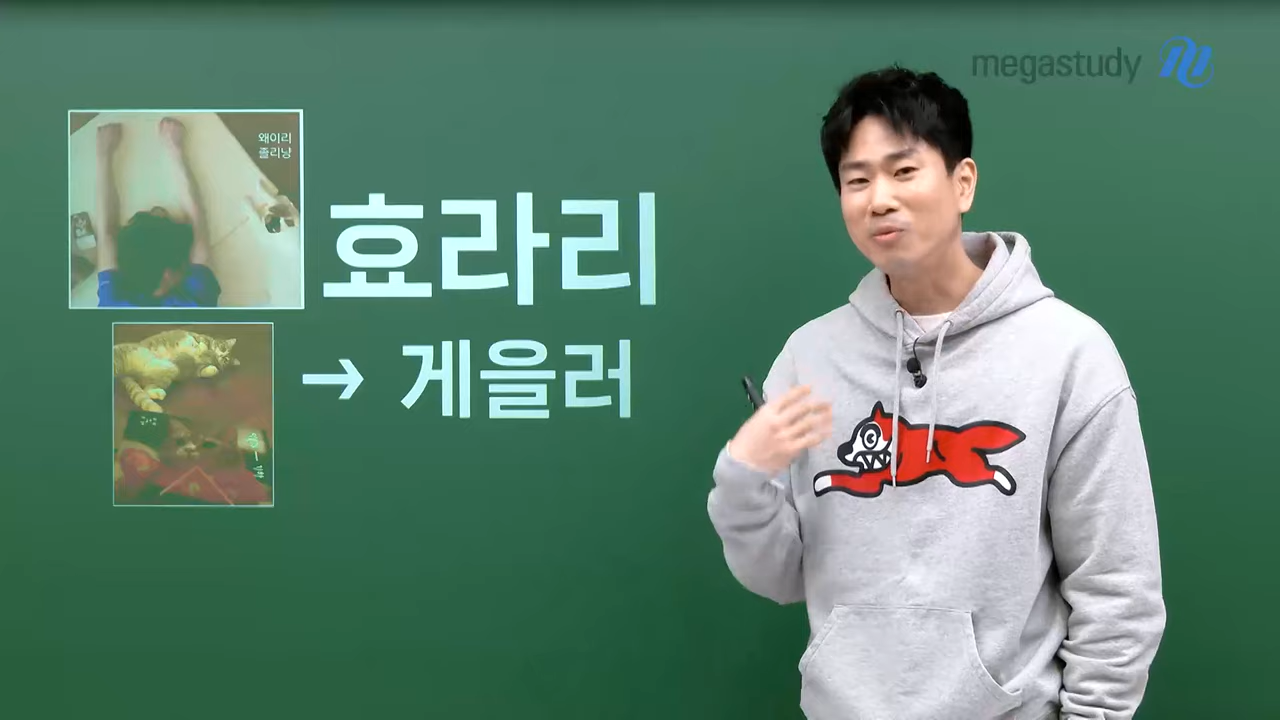 megastudy
왜이리
졸리냥
효라리
→ 게을러